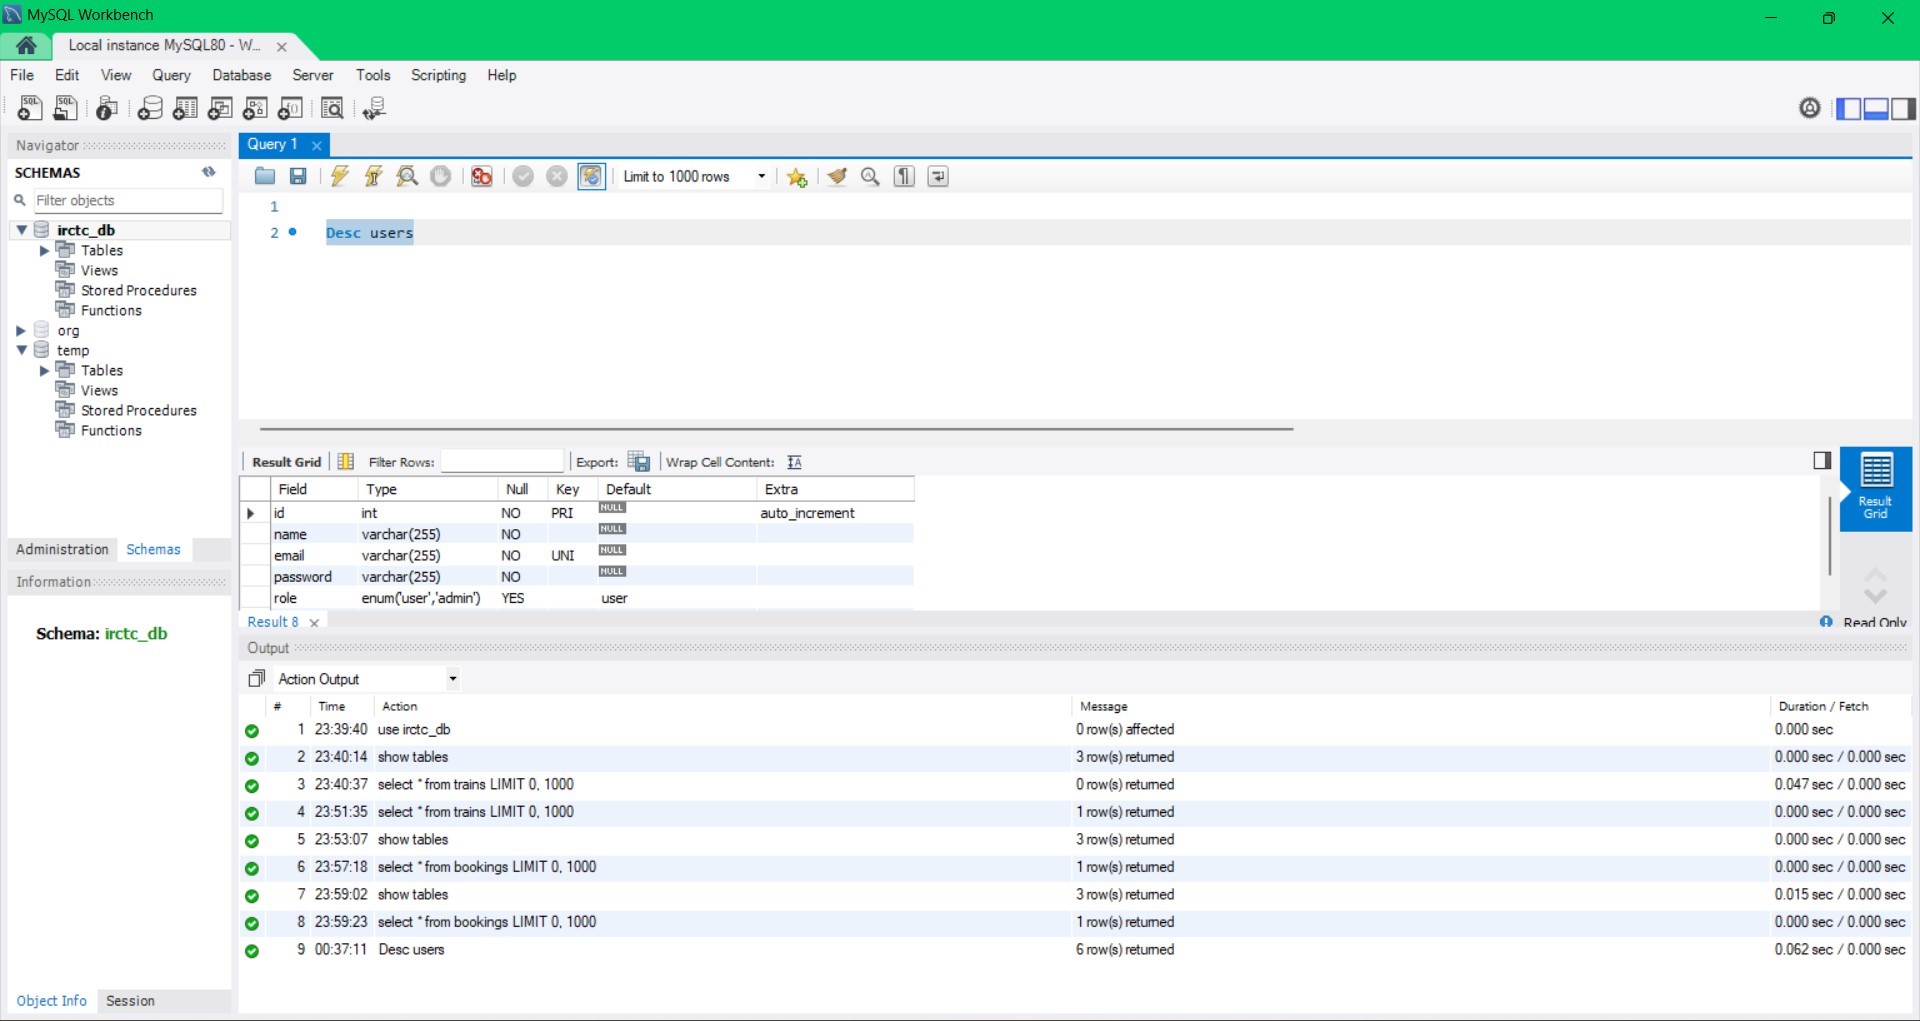 MySQL Workbench
Local instance MySQL80 - W...
File Edit View Query Database Server Tools Scripting Help
Navigator
Query 1
SCHEMAS
Limit to 1000 rows
Filter objects
1
irctc_db
2 Desc users
Tables
Views
Stored Procedures
Functions
org
temp
Tables
Views
Stored Procedures
Functions
Result Grid Filter Rows: Export: Wrap Cell Content:
Result Grid
Field Type Null Key Default Extra
id int NO PRI NULL auto_increment
name varchar(255) NO NULL
email varchar(255) NO UNI NULL
password varchar(255) NO NULL
role enum('user','admin') YES user
Administration Schemas
Information
Result 8
Read Only
Schema: irctc_db
Output
Action Output
# Time Action Message Duration / Fetch
1 23:39:40 use irctc_db 0 row(s) affected 0.000 sec
2 23:40:14 show tables 3 row(s) returned 0.000 sec / 0.000 sec
3 23:40:37 select * from trains LIMIT 0, 1000 0 row(s) returned 0.047 sec / 0.000 sec
4 23:51:35 select * from trains LIMIT 0, 1000 1 row(s) returned 0.000 sec / 0.000 sec
5 23:53:07 show tables 3 row(s) returned 0.000 sec / 0.000 sec
6 23:57:18 select * from bookings LIMIT 0, 1000 1 row(s) returned 0.000 sec / 0.000 sec
7 23:59:02 show tables 3 row(s) returned 0.015 sec / 0.000 sec
8 23:59:23 select * from bookings LIMIT 0, 1000 1 row(s) returned 0.000 sec / 0.000 sec
9 00:37:11 Desc users 6 row(s) returned 0.062 sec / 0.000 sec
Object Info Session